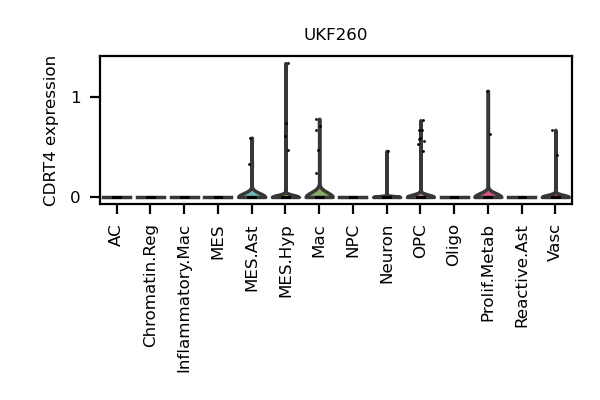 UKF260
CDRT4 expression
1
0
AC
Chromatin.Reg
Inflammatory.Mac
MES
MES.Ast
MES.Hyp
Mac
NPC
Neuron
OPC
Oligo
Prolif.Metab
Reactive.Ast
Vasc